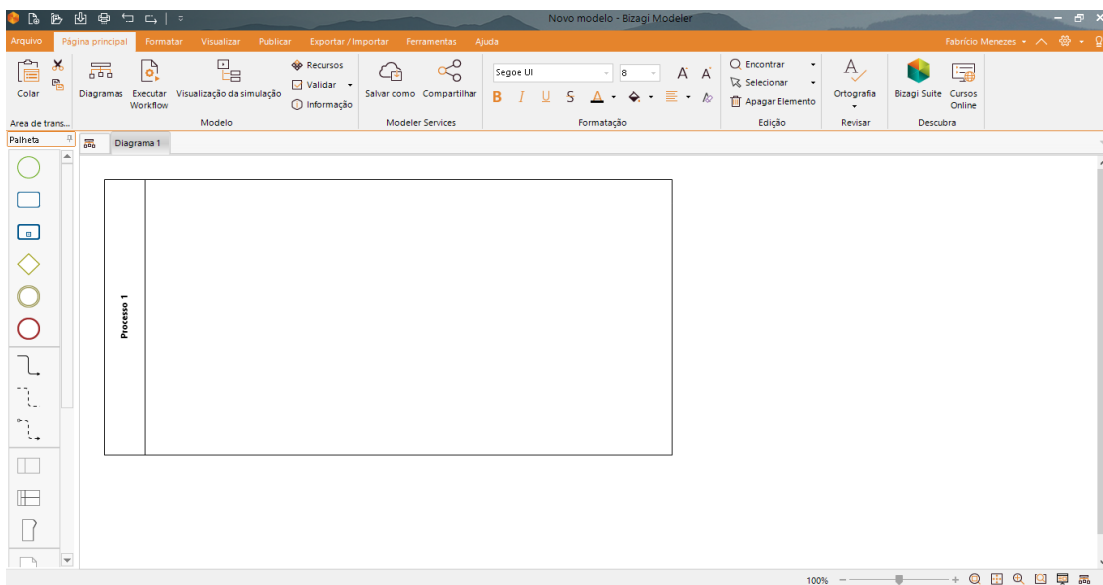 Novo modelo - Bizagi Modeler
Arquivo Página principal Formatar Visualizar Publicar Exportar / Importar Ferramentas Ajuda Fabrício Menezes
Colar
Area de trans...
Diagramas Executar Workflow Visualização da simulação
Recursos
Validar
Informação
Modelo
Salvar como Compartilhar
Modeler Services
Segoe UI 8 A A
B I U S A
Formatação
Encontrar
Selecionar
Apagar Elemento
Edição
Ortografia
Revisar
Bizagi Suite Cursos Online
Descubra
Palheta
Diagrama 1
Processo 1
100%